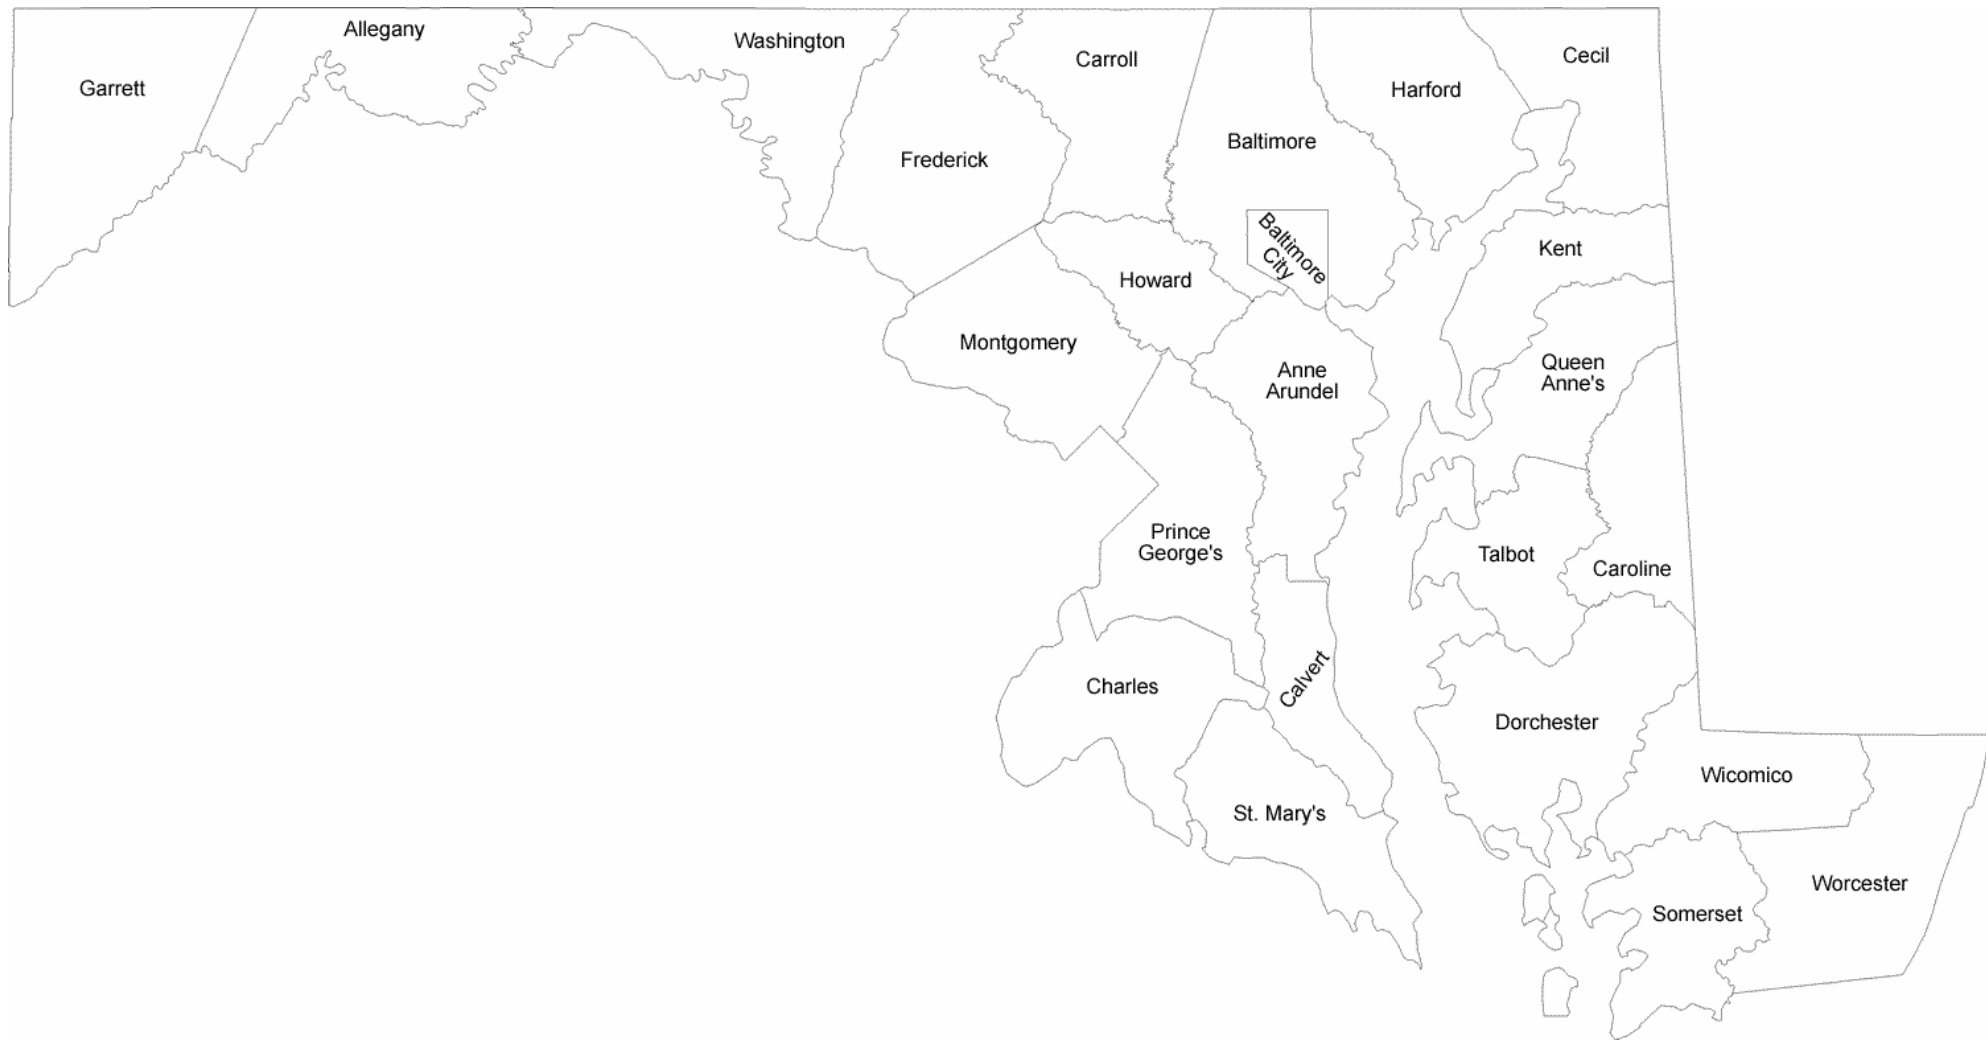 Allegany
Washington
Cecil
Carroll
Garrett
Harford
Baltimore
Frederick
Baltimore
City
Kent
Howard
Montgomery
Queen
Anne's
Anne
Arundel
Prince
George's
Talbot
Caroline
Calvert
Charles
Dorchester
Wicomico
St. Mary's
Worcester
Somerset